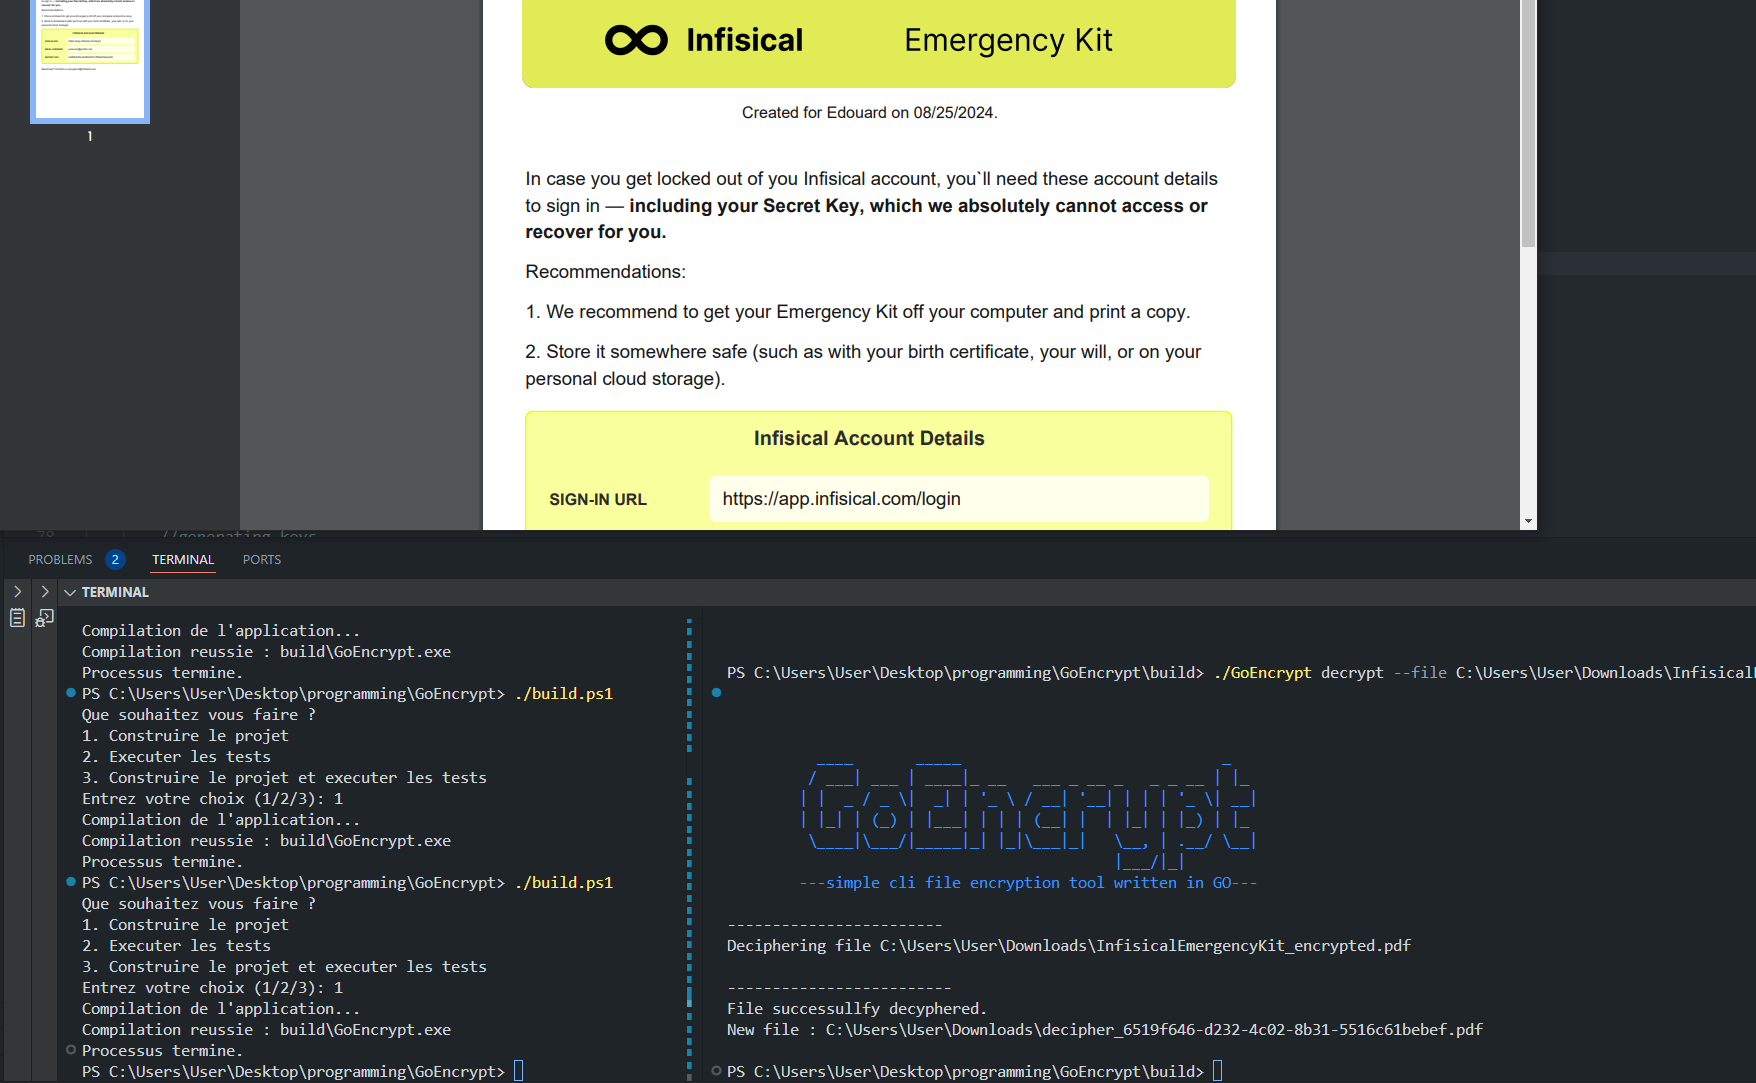 Infisical Emergency Kit
Created for Edouard on 08/25/2024.
In case you get locked out of you Infisical account, you`ll need these account details
to sign in — including your Secret Key, which we absolutely cannot access or
recover for you.
Recommendations:
1. We recommend to get your Emergency Kit off your computer and print a copy.
2. Store it somewhere safe (such as with your birth certificate, your will, or on your
personal cloud storage).
Infisical Account Details
SIGN-IN URL https://app.infisical.com/login
1
78 //generating keys
PROBLEMS 2 TERMINAL PORTS
TERMINAL
Compilation de l'application...
Compilation reussie : build\GoEncrypt.exe
Processus termine.
PS C:\Users\User\Desktop\programming\GoEncrypt> ./build.ps1
Que souhaitez vous faire ?
1. Construire le projet
2. Executer les tests
3. Construire le projet et executer les tests
Entrez votre choix (1/2/3): 1
Compilation de l'application...
Compilation reussie : build\GoEncrypt.exe
Processus termine.
PS C:\Users\User\Desktop\programming\GoEncrypt> ./build.ps1
Que souhaitez vous faire ?
1. Construire le projet
2. Executer les tests
3. Construire le projet et executer les tests
Entrez votre choix (1/2/3): 1
Compilation de l'application...
Compilation reussie : build\GoEncrypt.exe
Processus termine.
PS C:\Users\User\Desktop\programming\GoEncrypt>
PS C:\Users\User\Desktop\programming\GoEncrypt\build> ./GoEncrypt decrypt --file C:\Users\User\Downloads\Infisical
GoEncrypt
---simple cli file encryption tool written in GO---
------------------------
Deciphering file C:\Users\User\Downloads\InfisicalEmergencyKit_encrypted.pdf
-------------------------
File successullfy decyphered.
New file : C:\Users\User\Downloads\decipher_6519f646-d232-4c02-8b31-5516c61bebef.pdf
PS C:\Users\User\Desktop\programming\GoEncrypt\build>